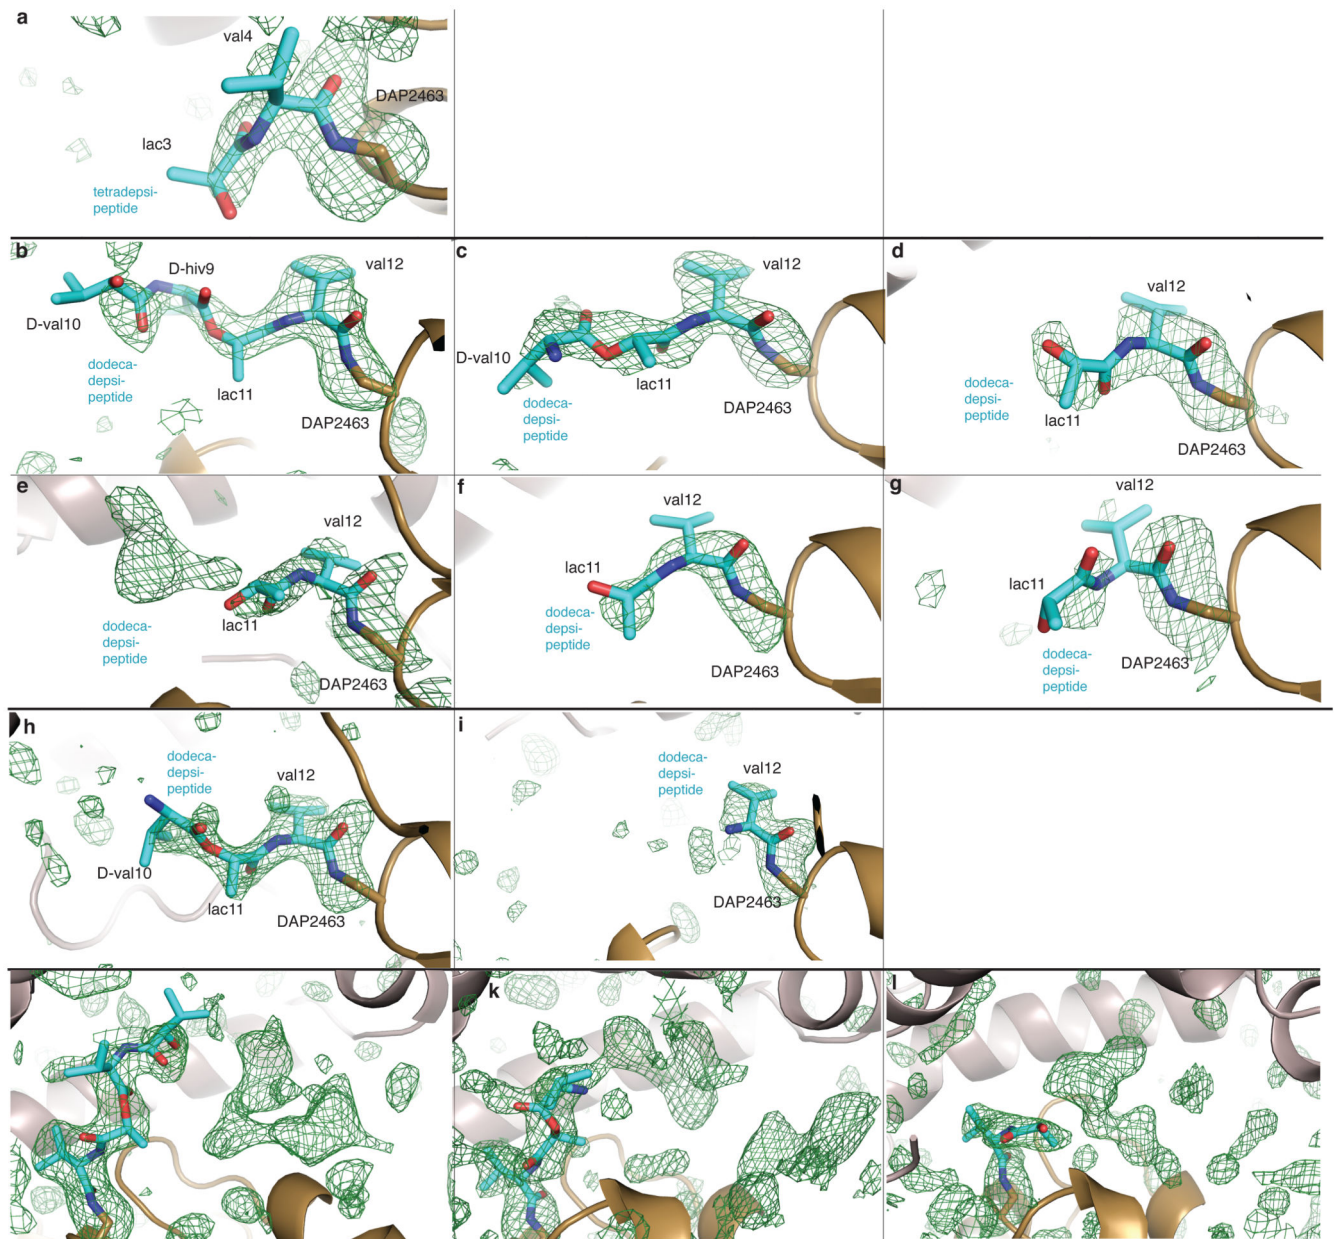 a
val4
DAP2463
lac3
tetradepsi-
peptide
b
D-hiv9
val12
D-val10
dodeca-
depsi-
peptide
lac11
DAP2463
c
val12
D-val10
lac11
dodeca-
depsi-
peptide
DAP2463
d
val12
dodeca-
depsi-
peptide
lac11
DAP2463
e
val12
lac11
dodeca-
depsi-
peptide
DAP2463
f
val12
lac11
dodeca-
depsi-
peptide
DAP2463
g
val12
lac11
dodeca-
depsi-
peptide
DAP2463
h
dodeca-
depsi-
peptide
val12
D-val10
lac11
DAP2463
i
dodeca-
depsi-
peptide
val12
DAP2463
j
k
l